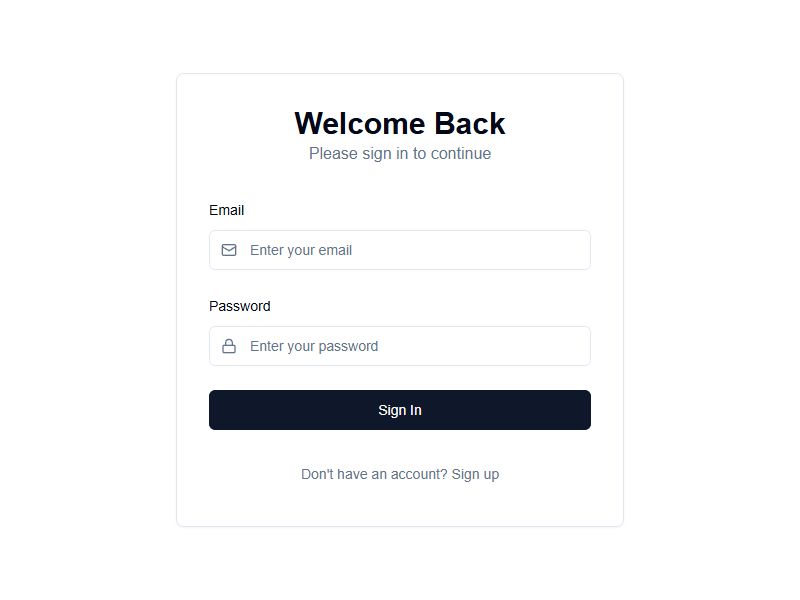 Welcome Back
Please sign in to continue
Email
Enter your email
Password
Enter your password
Sign In
Don't have an account? Sign up